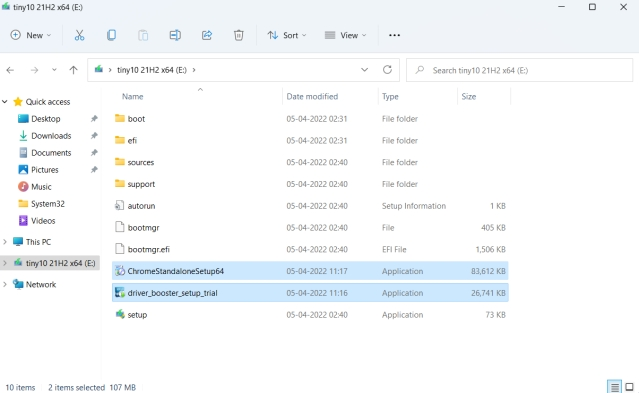 tiny10 21H2 x64 (E:)
New
Sort
View
tiny10 21H2 x64 (E:)
Search tiny10 21H2 x64 (E:)
Name Date modified Type Size
Quick access
Desktop
Downloads
Documents
Pictures
Music
System32
Videos
This PC
tiny10 21H2 x64 (E:)
Network
boot 05-04-2022 02:31 File folder
efi 05-04-2022 02:31 File folder
sources 05-04-2022 02:40 File folder
support 05-04-2022 02:40 File folder
autorun 05-04-2022 02:40 Setup Information 1 KB
bootmgr 05-04-2022 02:40 File 405 KB
bootmgr.efi 05-04-2022 02:40 EFI File 1,506 KB
ChromeStandaloneSetup64 05-04-2022 11:17 Application 83,612 KB
driver_booster_setup_trial 05-04-2022 11:16 Application 26,741 KB
setup 05-04-2022 02:40 Application 73 KB
10 items 2 items selected 107 MB